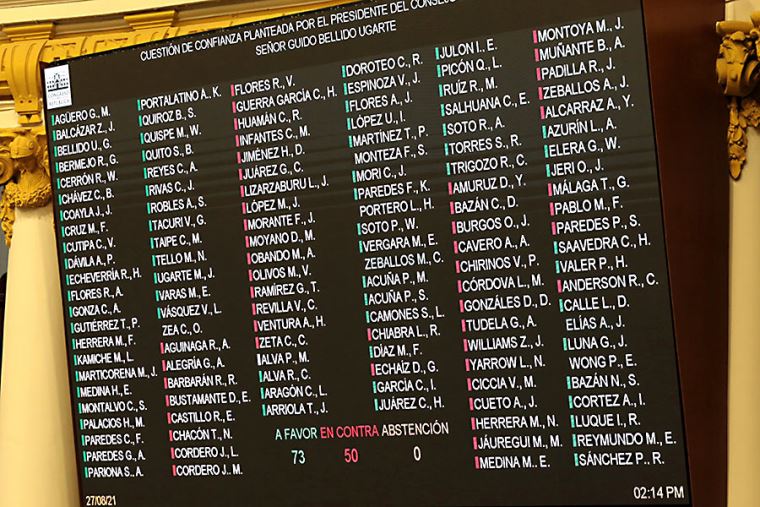 CUESTIÓN DE CONFIANZA PLANTEADA POR EL PRESIDENTE DEL CONSEJO
SEÑOR GUIDO BELLIDO UGARTE
CONGRESO
REPÚBLICA
AGÜERO G., M.
BALCÁZAR Z., J.
BELLIDO U., G.
BERMEJO R., G.
CERRÓN R., W.
CHÁVEZ C., B.
COAYLA J., J.
CRUZ M., F.
CUTIPA C., V.
DÁVILA A., P.
ECHEVERRÍA R., H.
FLORES R., A.
GONZA C., A.
GUTIÉRREZ T., P.
HERRERA M., F.
KAMICHE M., L.
MARTICORENA M., J.
MEDINA H., E.
MONTALVO C., S.
PALACIOS H., M.
PAREDES C., F.
PAREDES G., A.
PARIONA S., A.
PORTALATINO A., K.
QUIROZ B., S.
QUISPE M., W.
QUITO S., B.
REYES C., A.
RIVAS C., J.
ROBLES A., S.
TACURI V., G.
TAIPE C., M.
TELLO M., N.
UGARTE M., J.
VARAS M., E.
VÁSQUEZ V., L.
ZEA C., O.
AGUINAGA R., A.
ALEGRÍA G., A.
BARBARÁN R., R.
BUSTAMANTE D., E.
CASTILLO R., E.
CHACÓN T., N.
CORDERO J., L.
CORDERO J., M.
FLORES R., V.
GUERRA GARCÍA C., H.
HUAMÁN C., R.
INFANTES C., M.
JIMÉNEZ H., D.
JUÁREZ G., C.
LIZARZABURU L., J.
LÓPEZ M., J.
MORANTE F., J.
MOYANO D., M.
OBANDO M., A.
OLIVOS M., V.
RAMÍREZ G., T.
REVILLA V., C.
VENTURA A., H.
ZETA C., C.
ALVA P., M.
ALVA R., C.
ARAGÓN C., L.
ARRIOLA T., J.
DOROTEO C., R.
ESPINOZA V., J.
FLORES A., J.
LÓPEZ U., I.
MARTÍNEZ T., P.
MONTEZA F., S.
MORI C., J.
PAREDES F., K.
PORTERO L., H.
SOTO P., W.
VERGARA M., E.
ZEBALLOS M., C.
ACUÑA P., M.
ACUÑA P., S.
CAMONES S., L.
CHIABRA L., R.
DÍAZ M., F.
ECHAÍZ D., G.
GARCÍA C., I.
JUÁREZ C., H.
JULON I., E.
PICÓN Q., L.
RUÍZ R., M.
SALHUANA C., E.
SOTO R., A.
TORRES S., R.
TRIGOZO R., C.
AMURUZ D., Y.
BAZÁN C., D.
BURGOS O., J.
CAVERO A., A.
CHIRINOS V., P.
CÓRDOVA L., M.
GONZÁLES D., D.
TUDELA G., A.
WILLIAMS Z., J.
YARROW L., N.
CICCIA V., M.
CUETO A., J.
HERRERA M., N.
JÁUREGUI M., M.
MEDINA M., E.
MONTOYA M., J.
MUÑANTE B., A.
PADILLA R., J.
ZEBALLOS A., J.
ALCARRAZ A., Y.
AZURÍN L., A.
ELERA G., W.
JERI O., J.
MÁLAGA T., G.
PABLO M., F.
PAREDES P., S.
SAAVEDRA C., H.
VALER P., H.
ANDERSON R., C.
CALLE L., D.
ELÍAS A., J.
LUNA G., J.
WONG P., E.
BAZÁN N., S.
CORTEZ A., I.
LUQUE I., R.
REYMUNDO M., E.
SÁNCHEZ P., R.
A FAVOR EN CONTRA ABSTENCIÓN
73 50 0
27/08/21
02:14 PM